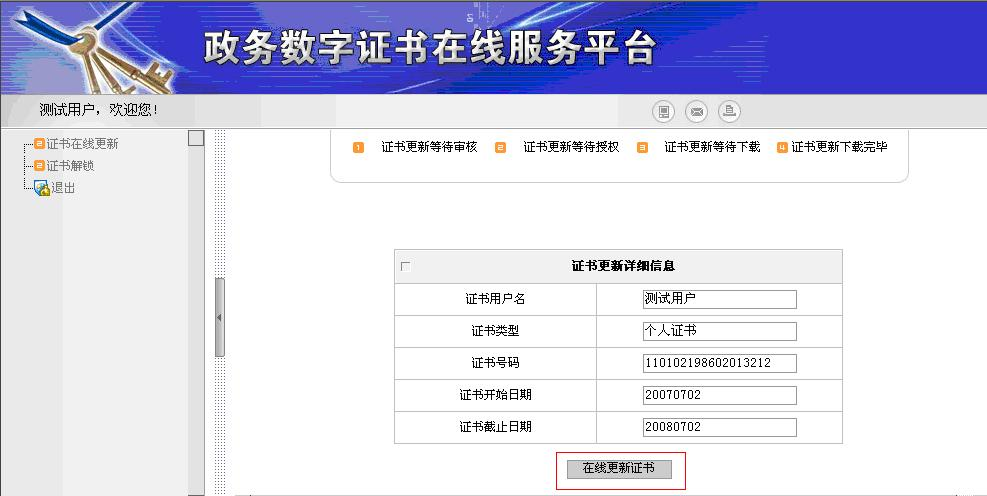 政务数字证书在线服务平台
测试用户，欢迎您！
证书在线更新
证书解锁
退出
1 证书更新等待审核 2 证书更新等待授权 3 证书更新等待下载 4 证书更新下载完毕
证书更新详细信息
证书用户名 测试用户
证书类型 个人证书
证书号码 110102198602013212
证书开始日期 20070702
证书截止日期 20080702
在线更新证书